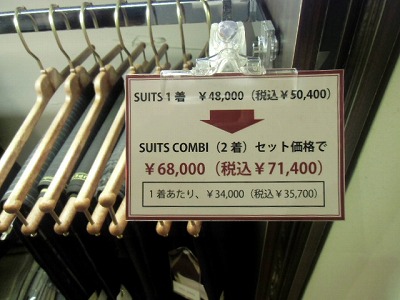 SUITS 1 着 ￥48,000（税込￥50,400）
SUITS COMBI（2 着）セット価格で
￥68,000（税込￥71,400）
1 着あたり、￥34,000（税込￥35,700）